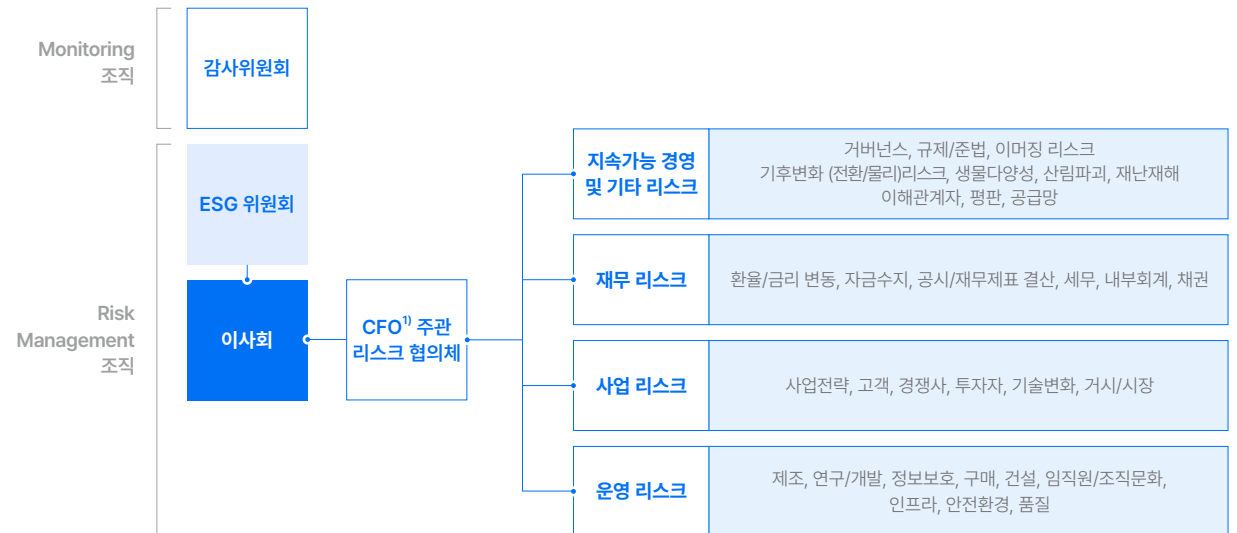 Monitoring
조직
감사위원회
Risk
Management
조직
ESG 위원회
이사회
CFO1) 주관
리스크 협의체
지속가능 경영
및 기타 리스크
거버넌스, 규제/준법, 이머징 리스크
기후변화 (전환/물리)리스크, 생물다양성, 산림파괴, 재난재해
이해관계자, 평판, 공급망
재무 리스크
환율/금리 변동, 자금수지, 공시/재무제표 결산, 세무, 내부회계, 채권
사업 리스크
사업전략, 고객, 경쟁사, 투자자, 기술변화, 거시/시장
운영 리스크
제조, 연구/개발, 정보보호, 구매, 건설, 임직원/조직문화,
인프라, 안전환경, 품질